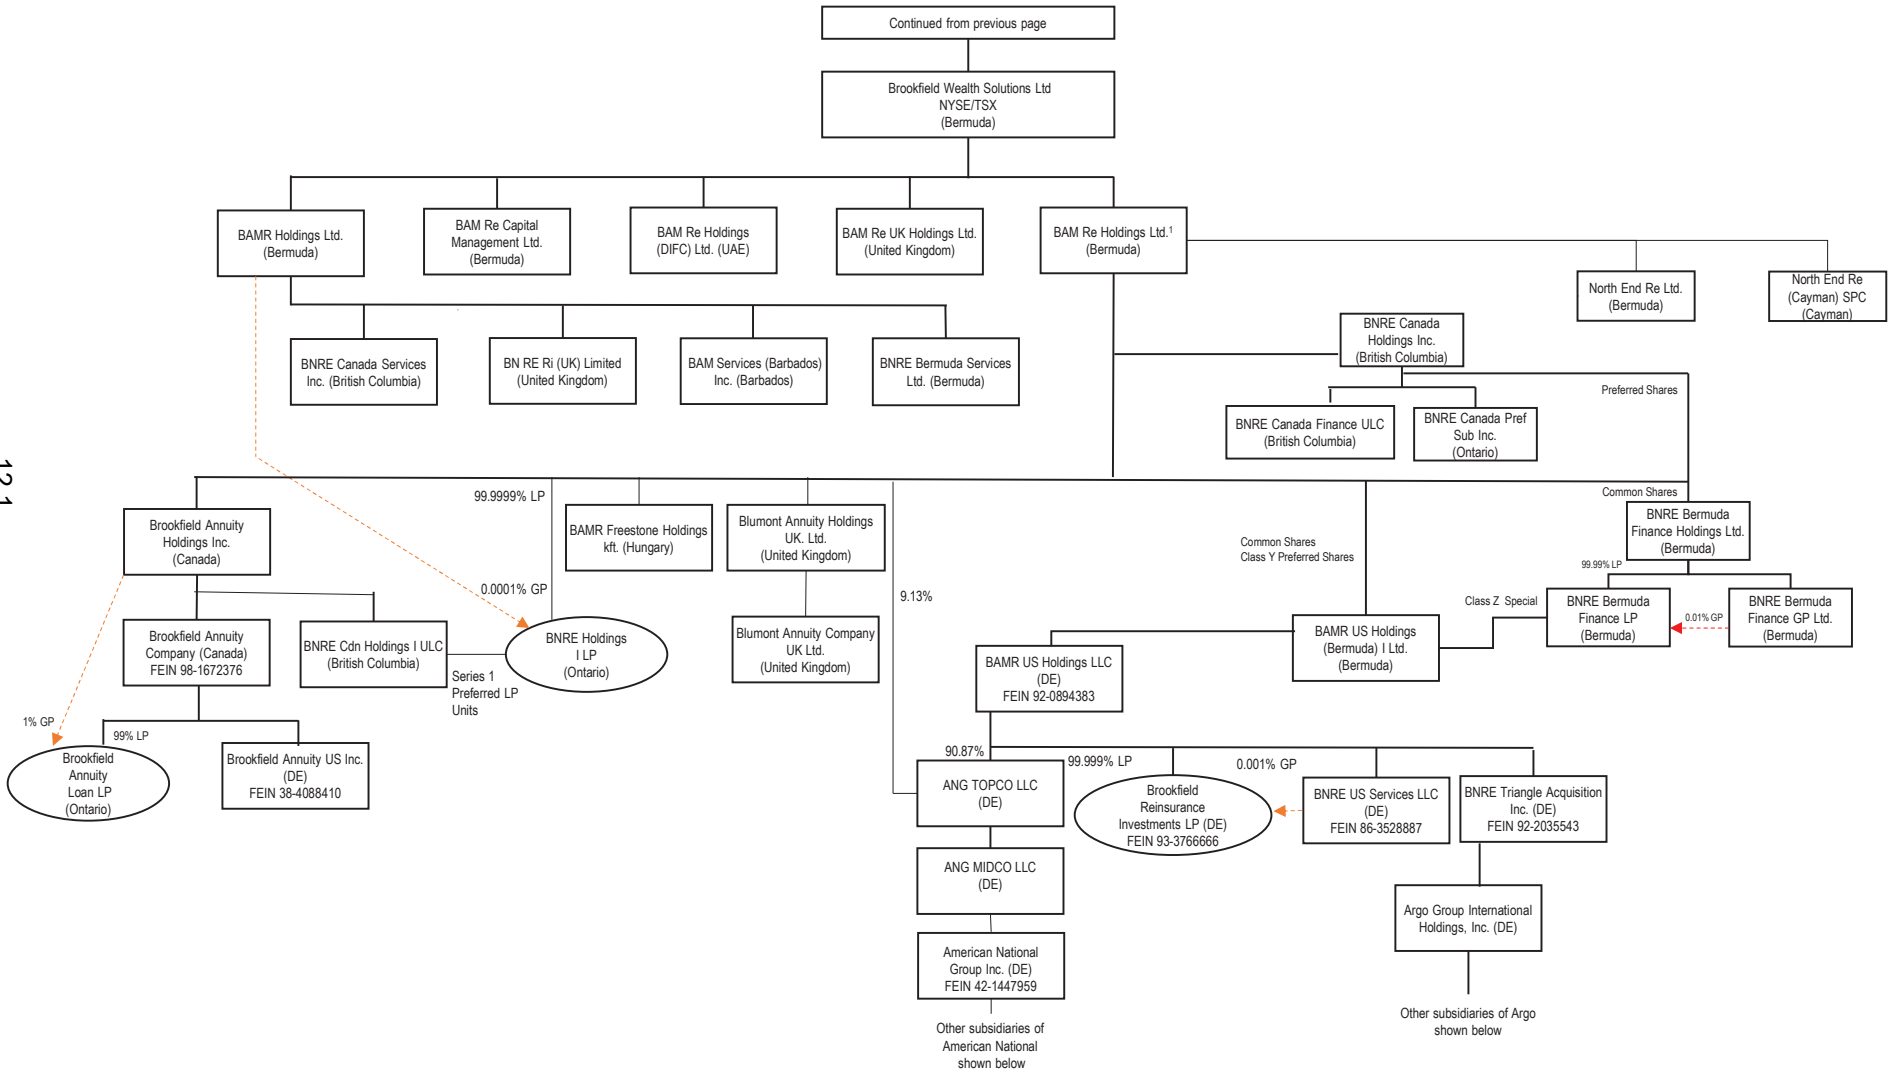 Continued from previous page
Brookfield Wealth Solutions Ltd
NYSE/TSX
(Bermuda)
BAMR Holdings Ltd.
(Bermuda)
BAM Re Capital
Management Ltd.
(Bermuda)
BAM Re Holdings
(DIFC) Ltd. (UAE)
BAM Re UK Holdings Ltd.
(United Kingdom)
BAM Re Holdings Ltd.¹
(Bermuda)
North End Re Ltd.
(Bermuda)
North End Re
(Cayman) SPC
(Cayman)
BNRE Canada Services
Inc. (British Columbia)
BN RE Ri (UK) Limited
(United Kingdom)
BAM Services (Barbados)
Inc. (Barbados)
BNRE Bermuda Services
Ltd. (Bermuda)
BNRE Canada
Holdings Inc.
(British Columbia)
Preferred Shares
BNRE Canada Finance ULC
(British Columbia)
BNRE Canada Pref
Sub Inc.
(Ontario)
12.1
Brookfield Annuity
Holdings Inc.
(Canada)
99.9999% LP
BAMR Freestone Holdings
kft. (Hungary)
Blumont Annuity Holdings
UK. Ltd.
(United Kingdom)
Common Shares
Class Y Preferred Shares
Common Shares
BNRE Bermuda
Finance Holdings Ltd.
(Bermuda)
99.99% LP
0.0001% GP
9.13%
Class Z Special
BNRE Bermuda
Finance LP
(Bermuda)
0.01% GP
BNRE Bermuda
Finance GP Ltd.
(Bermuda)
Brookfield Annuity
Company (Canada)
FEIN 98-1672376
BNRE Cdn Holdings I ULC
(British Columbia)
Series 1
Preferred LP
Units
BNRE Holdings
I LP
(Ontario)
Blumont Annuity Company
UK Ltd.
(United Kingdom)
BAMR US Holdings LLC
(DE)
FEIN 92-0894383
BAMR US Holdings
(Bermuda) I Ltd.
(Bermuda)
1% GP
99% LP
Brookfield
Annuity
Loan LP
(Ontario)
Brookfield Annuity US Inc.
(DE)
FEIN 38-4088410
90.87%
ANG TOPCO LLC
(DE)
99.999% LP
Brookfield
Reinsurance
Investments LP (DE)
FEIN 93-3766666
0.001% GP
BNRE US Services LLC
(DE)
FEIN 86-3528887
BNRE Triangle Acquisition
Inc. (DE)
FEIN 92-2035543
ANG MIDCO LLC
(DE)
Argo Group International
Holdings, Inc. (DE)
American National
Group Inc. (DE)
FEIN 42-1447959
Other subsidiaries of
American National
shown below
Other subsidiaries of Argo
shown below